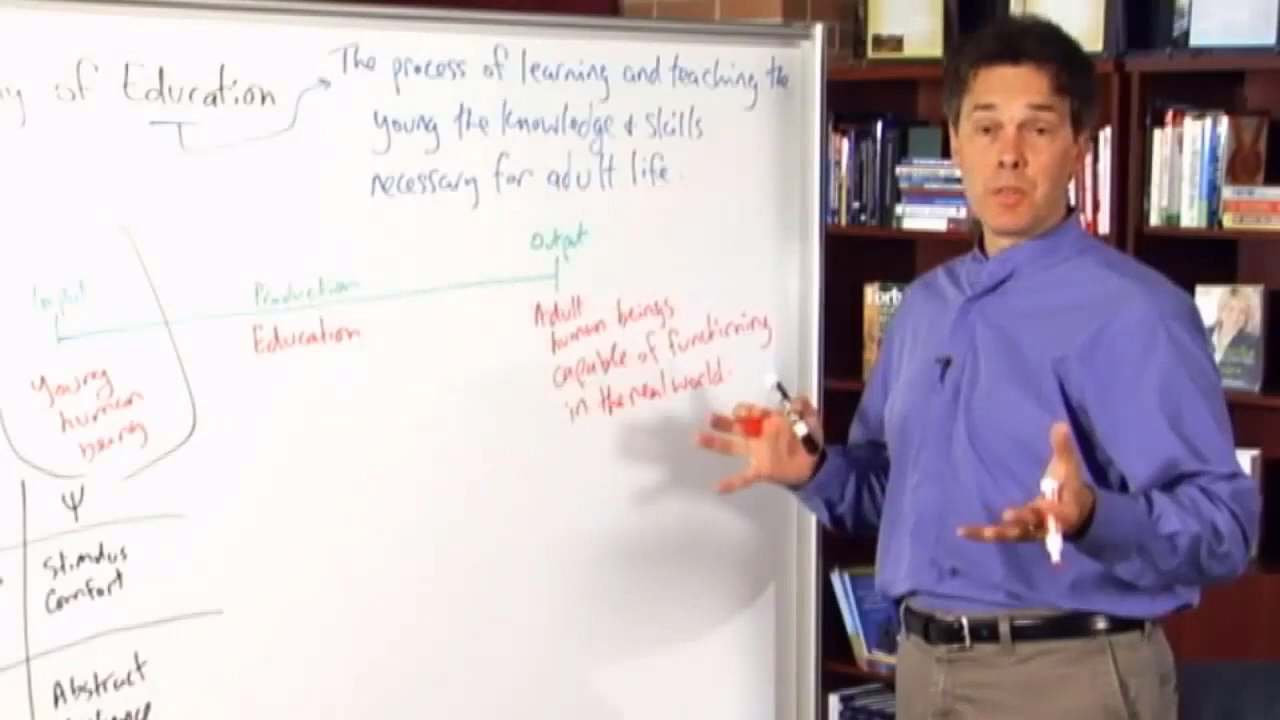 of Education
The process of learning and teaching the
young the knowledge & skills
necessary for adult life.
Output
Input
Production
Education
Adult
human beings
capable of functioning
in the real world.
young
human
being
Ψ
Stimulus
Comfort
Abstract
Forb